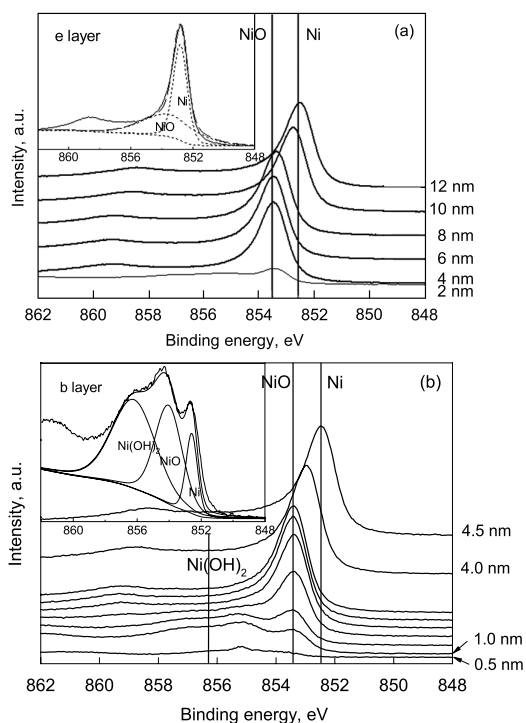 e layer
NiO
Ni
(a)
Ni
NiO
860
856
852
848
12 nm
10 nm
8 nm
6 nm
4 nm
2 nm
Intensity, a.u.
862 860 858 856 854 852 850 848
Binding energy, eV
b layer
NiO
Ni
(b)
Ni(OH)2
NiO
Ni
860 856 852 848
Ni(OH)2
4.5 nm
4.0 nm
1.0 nm
0.5 nm
Intensity, a.u.
862 860 858 856 854 852 850 848
Binding energy, eV